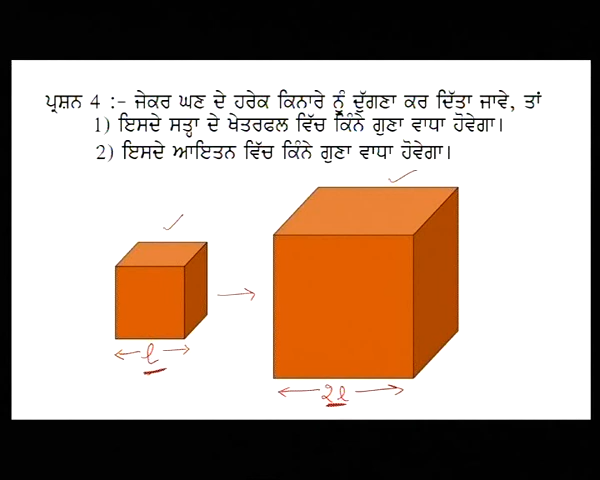 ਪ੍ਰਸ਼ਨ 4 :- ਜੇਕਰ ਘਣ ਦੇ ਹਰੇਕ ਕਿਨਾਰੇ ਨੂੰ ਦੁੱਗਣਾ ਕਰ ਦਿੱਤਾ ਜਾਵੇ, ਤਾਂ
1) ਇਸਦੇ ਸਤ੍ਹਾ ਦੇ ਖੇਤਰਫਲ ਵਿੱਚ ਕਿੰਨੇ ਗੁਣਾ ਵਾਧਾ ਹੋਵੇਗਾ।
2) ਇਸਦੇ ਆਇਤਨ ਵਿੱਚ ਕਿੰਨੇ ਗੁਣਾ ਵਾਧਾ ਹੋਵੇਗਾ।
l
2l